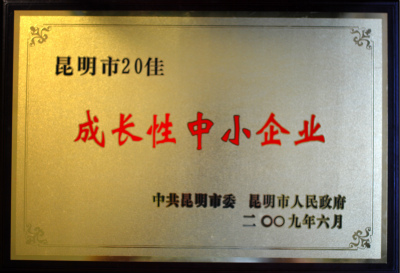 昆明市20佳
成长性中小企业
中共昆明市委 昆明市人民政府
二〇〇九年六月